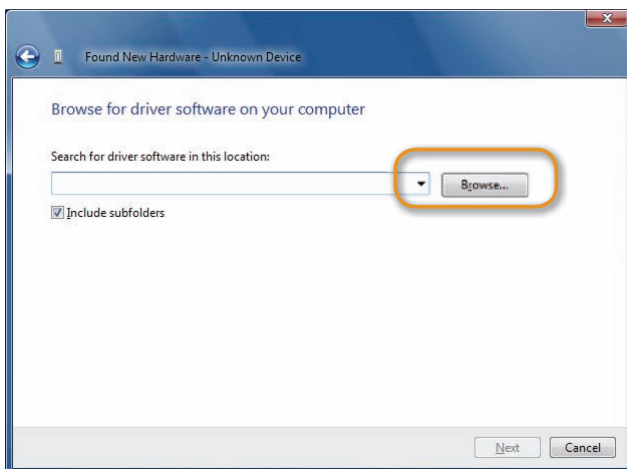 Found New Hardware - Unknown Device
Browse for driver software on your computer
Search for driver software in this location:
Browse...
Include subfolders
Next Cancel